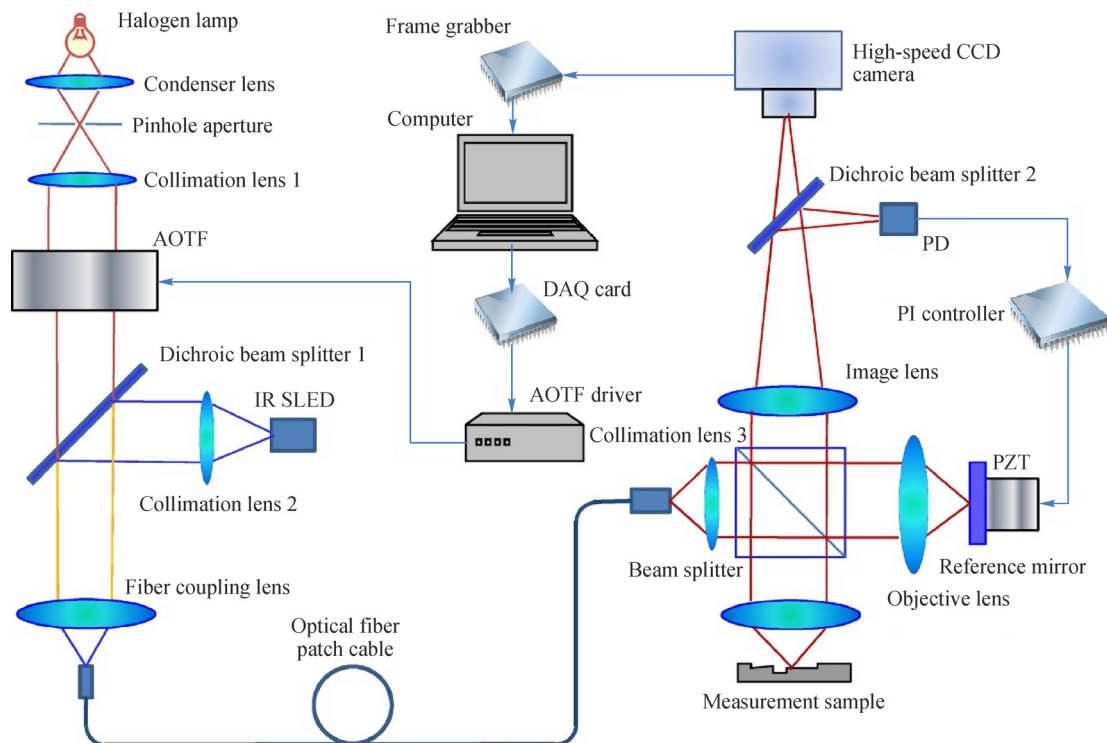 Halogen lamp
Condenser lens
Pinhole aperture
Collimation lens 1
AOTF
Dichroic beam splitter 1
IR SLED
Collimation lens 2
Fiber coupling lens
Optical fiber
patch cable
Frame grabber
Computer
DAQ card
AOTF driver
High-speed CCD
camera
Dichroic beam splitter 2
PD
PI controller
Image lens
Collimation lens 3
PZT
Beam splitter
Reference mirror
Objective lens
Measurement sample